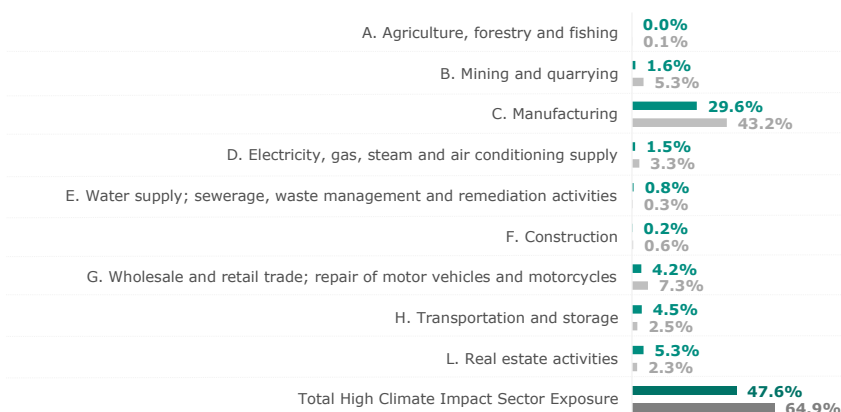 A. Agriculture, forestry and fishing
0.0%
0.1%
B. Mining and quarrying
1.6%
5.3%
C. Manufacturing
29.6%
43.2%
D. Electricity, gas, steam and air conditioning supply
1.5%
3.3%
E. Water supply; sewerage, waste management and remediation activities
0.8%
0.3%
F. Construction
0.2%
0.6%
G. Wholesale and retail trade; repair of motor vehicles and motorcycles
4.2%
7.3%
H. Transportation and storage
4.5%
2.5%
L. Real estate activities
5.3%
2.3%
Total High Climate Impact Sector Exposure
47.6%
64.9%